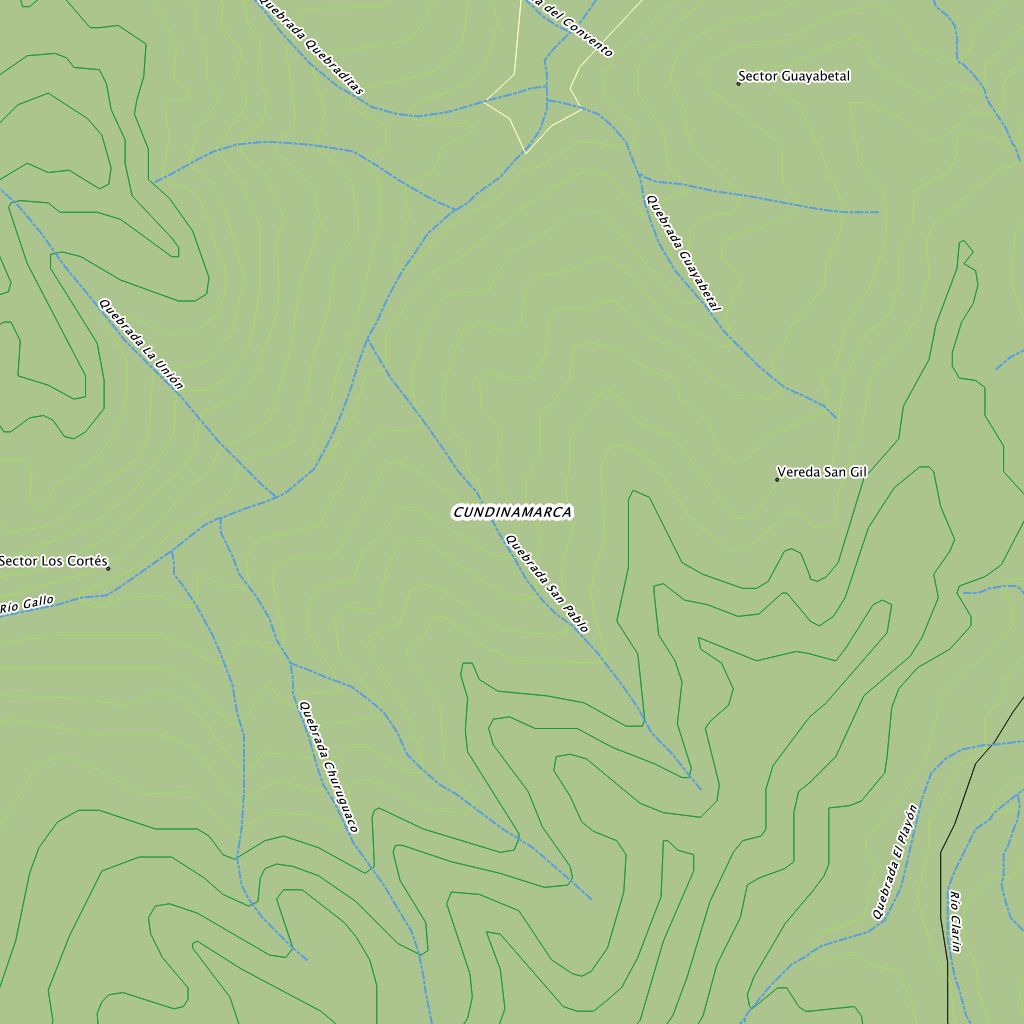 Quebrada Quebraditas
del Convento
Sector Guayabetal
Quebrada Guayabetal
Quebrada La Unión
Vereda San Gil
CUNDINAMARCA
Quebrada San Pablo
Sector Los Cortés
Río Gallo
Quebrada Churuguaco
Quebrada El Playón
Río Clarin